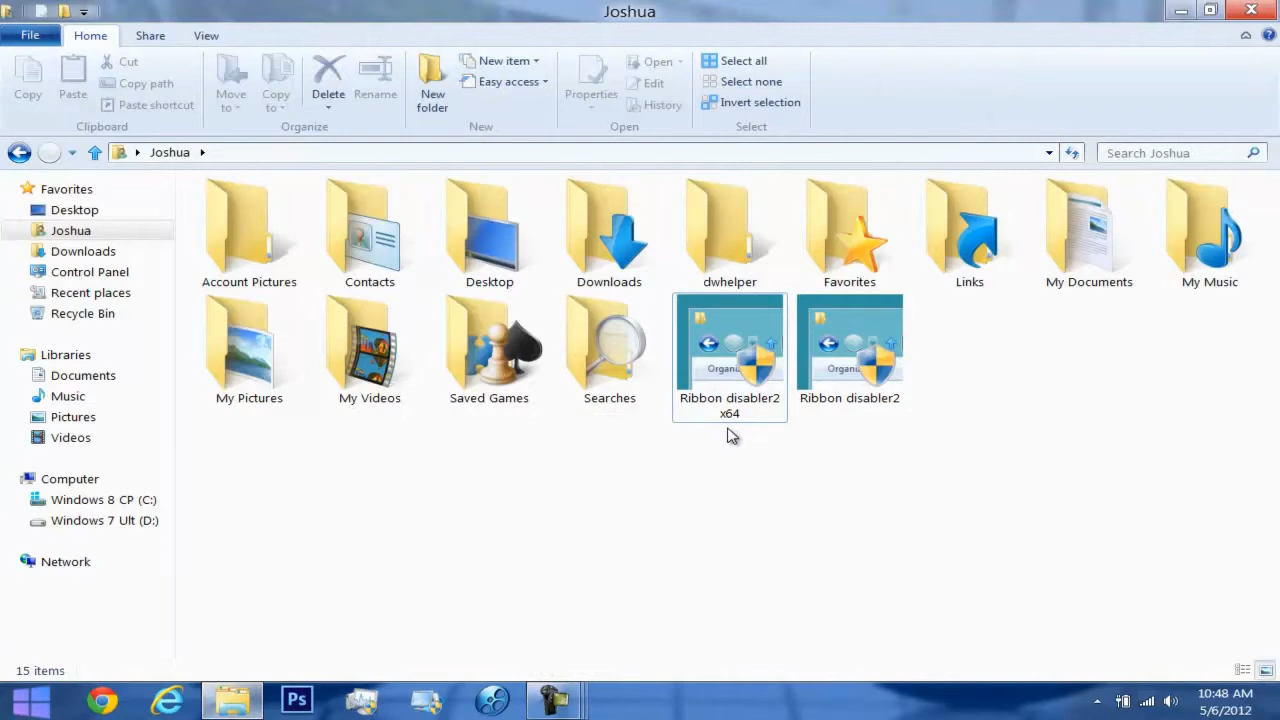 Joshua
File Home Share View
Copy
Paste
Cut
Copy path
Paste shortcut
Clipboard
Move to
Copy to
Delete
Rename
Organize
New folder
New item
Easy access
New
Properties
Open
Edit
History
Open
Select all
Select none
Invert selection
Select
Joshua
Search Joshua
Favorites
Desktop
Joshua
Downloads
Control Panel
Recent places
Recycle Bin
Libraries
Documents
Music
Pictures
Videos
Computer
Windows 8 CP (C:)
Windows 7 Ult (D:)
Network
Account Pictures
Contacts
Desktop
Downloads
dwhelper
Favorites
Links
My Documents
My Music
My Pictures
My Videos
Saved Games
Searches
Organi
Ribbon disabler2
x64
Organi
Ribbon disabler2
15 items
Ps
10:48 AM
5/6/2012